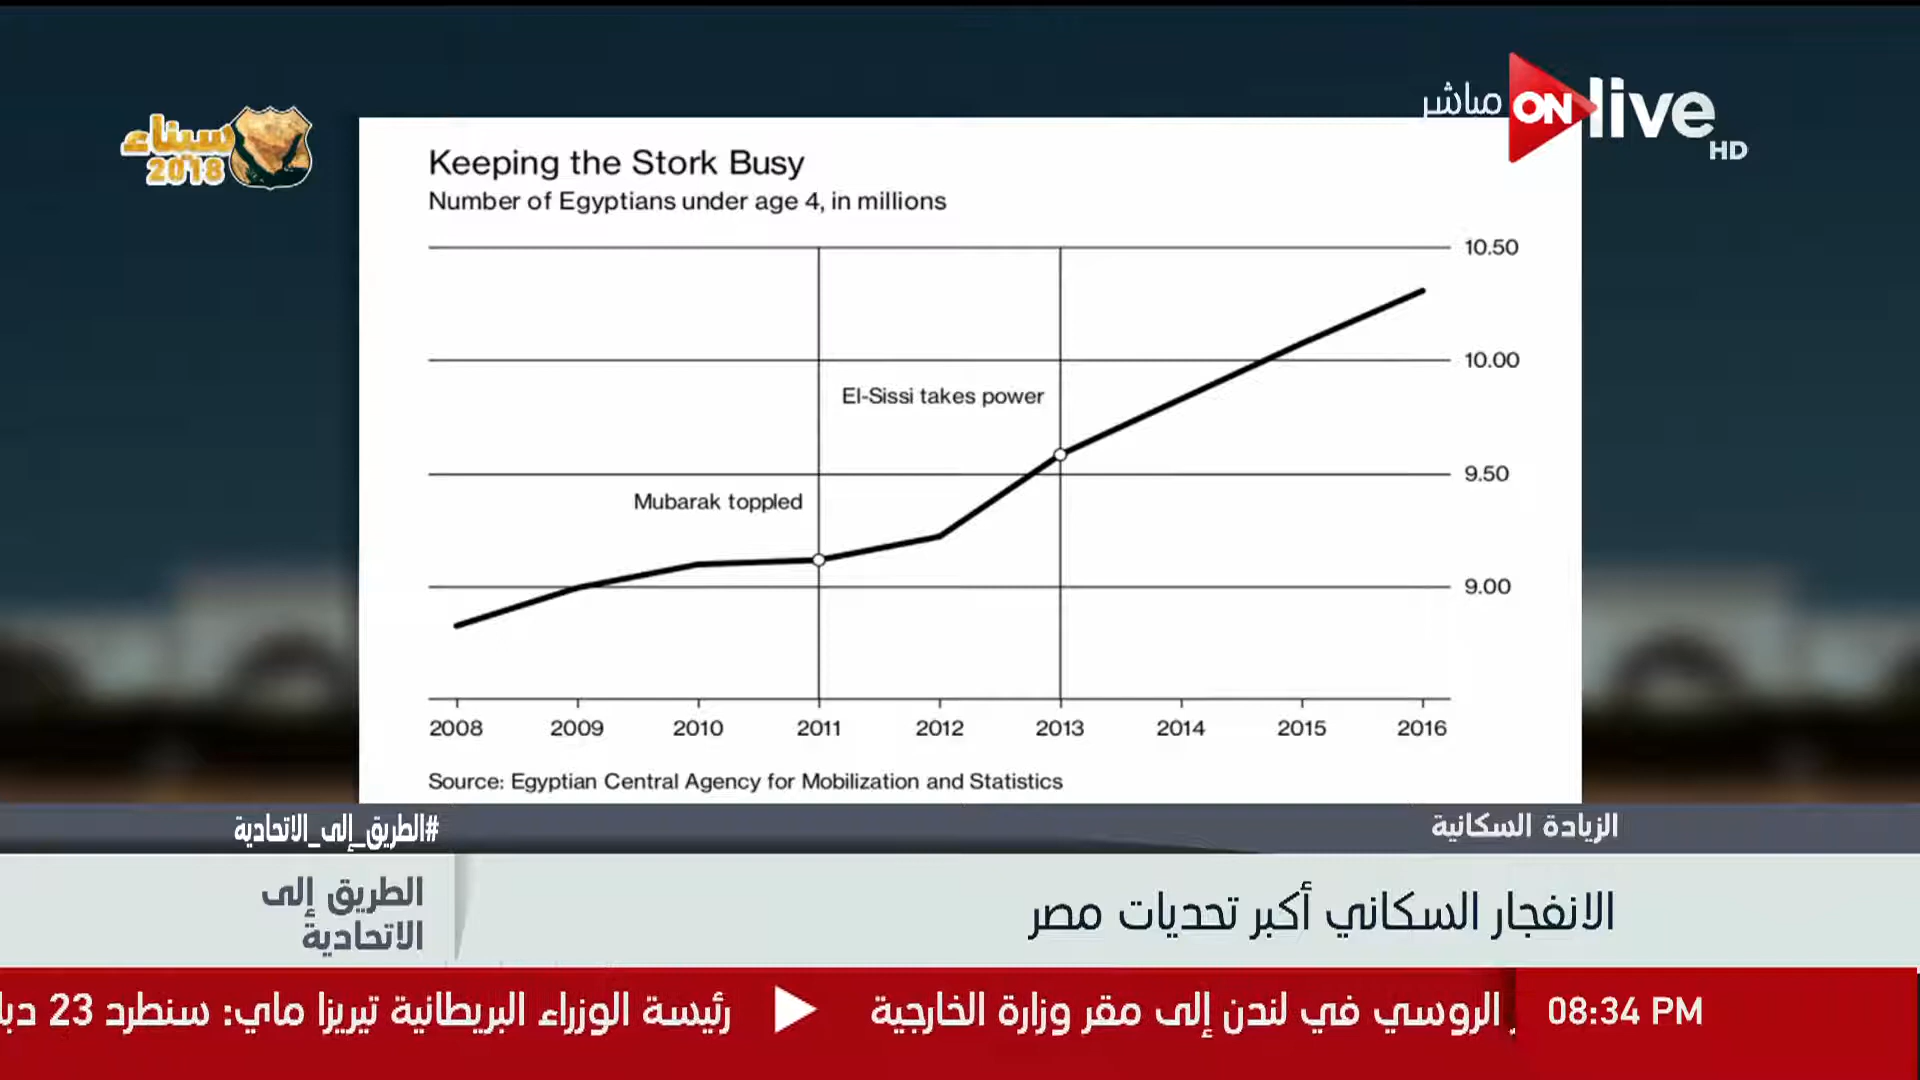 سيناء
2018
مباشر ON live
HD
Keeping the Stork Busy
Number of Egyptians under age 4, in millions
10.50
10.00
El-Sissi takes power
9.50
Mubarak toppled
9.00
2008 2009 2010 2011 2012 2013 2014 2015 2016
Source: Egyptian Central Agency for Mobilization and Statistics
الزيادة السكانية
#الطريق_إلى_الاتحادية
الانفجار السكاني أكبر تحديات مصر
الطريق إلى
الاتحادية
08:34 PM
الروسي في لندن إلى مقر وزارة الخارجية
رئيسة الوزراء البريطانية تيريزا ماي: سنطرد 23